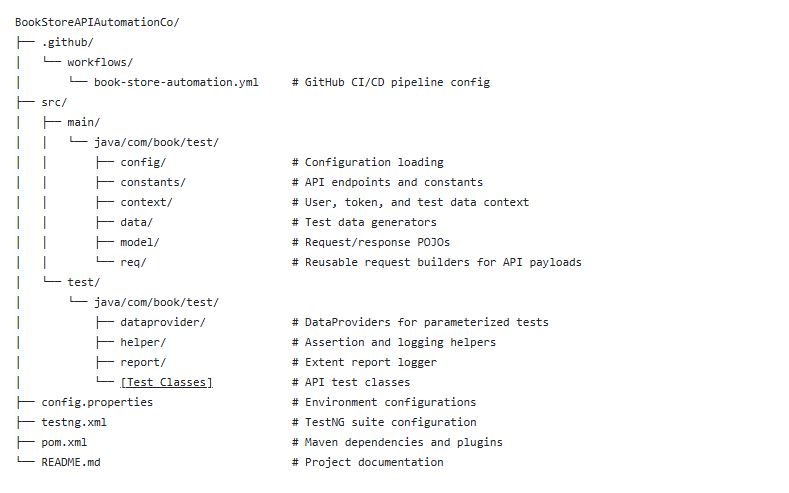 BookStoreAPIAutomationCo/
├── .github/
│   └── workflows/
│       └── book-store-automation.yml     # GitHub CI/CD pipeline config
├── src/
│   ├── main/
│   │   └── java/com/book/test/
│   │       ├── config/                   # Configuration loading
│   │       ├── constants/                # API endpoints and constants
│   │       ├── context/                  # User, token, and test data context
│   │       ├── data/                     # Test data generators
│   │       ├── model/                    # Request/response POJOs
│   │       └── req/                      # Reusable request builders for API payloads
│   └── test/
│       └── java/com/book/test/
│           ├── dataprovider/             # DataProviders for parameterized tests
│           ├── helper/                   # Assertion and logging helpers
│           ├── report/                   # Extent report logger
│           └── [Test Classes]            # API test classes
├── config.properties                     # Environment configurations
├── testng.xml                            # TestNG suite configuration
├── pom.xml                               # Maven dependencies and plugins
└── README.md                             # Project documentation